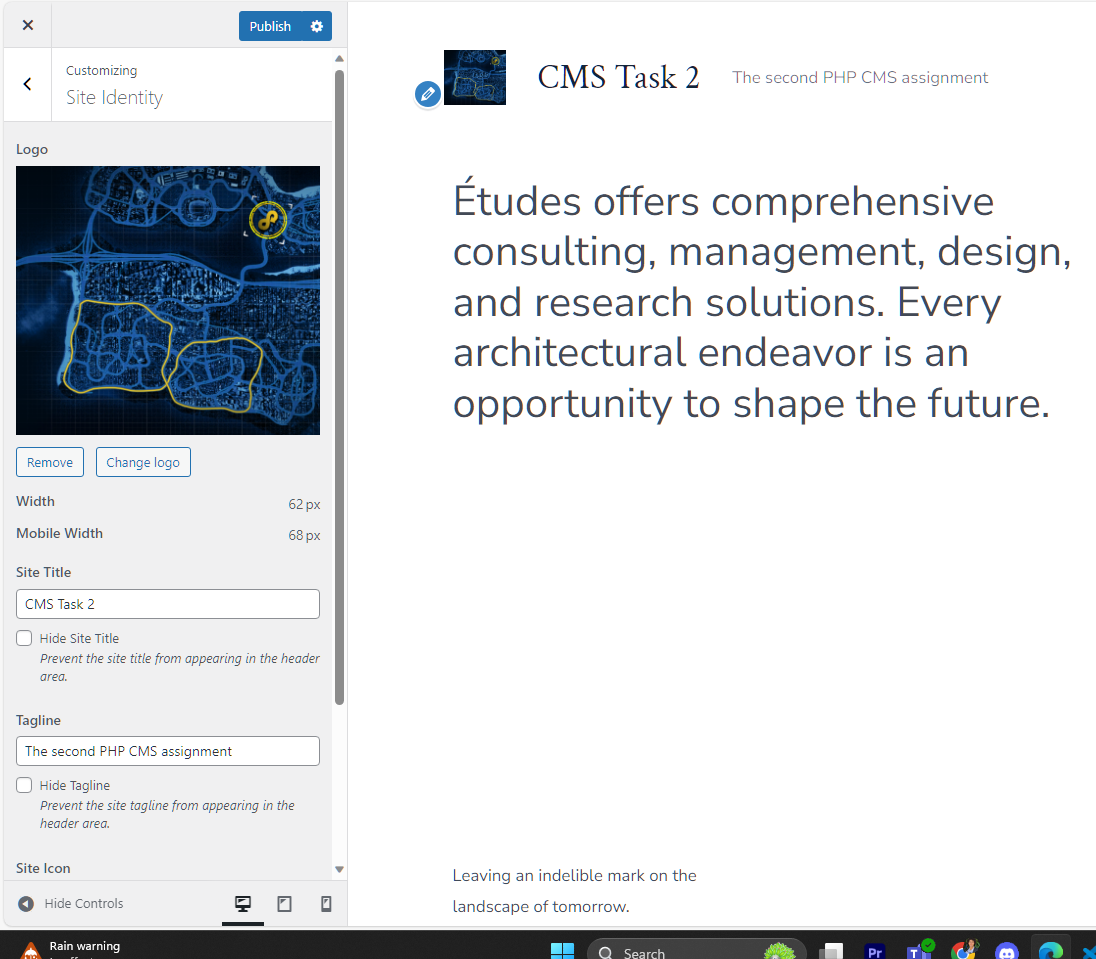 Publish
Customizing
Site Identity
Logo
Remove
Change logo
Width
62 px
Mobile Width
68 px
Site Title
CMS Task 2
Hide Site Title
Prevent the site title from appearing in the header
area.
Tagline
The second PHP CMS assignment
Hide Tagline
Prevent the site tagline from appearing in the
header area.
Site Icon
Hide Controls
CMS Task 2
The second PHP CMS assignment
Études offers comprehensive
consulting, management, design,
and research solutions. Every
architectural endeavor is an
opportunity to shape the future.
Leaving an indelible mark on the
landscape of tomorrow.
Rain warning
Search
Pr